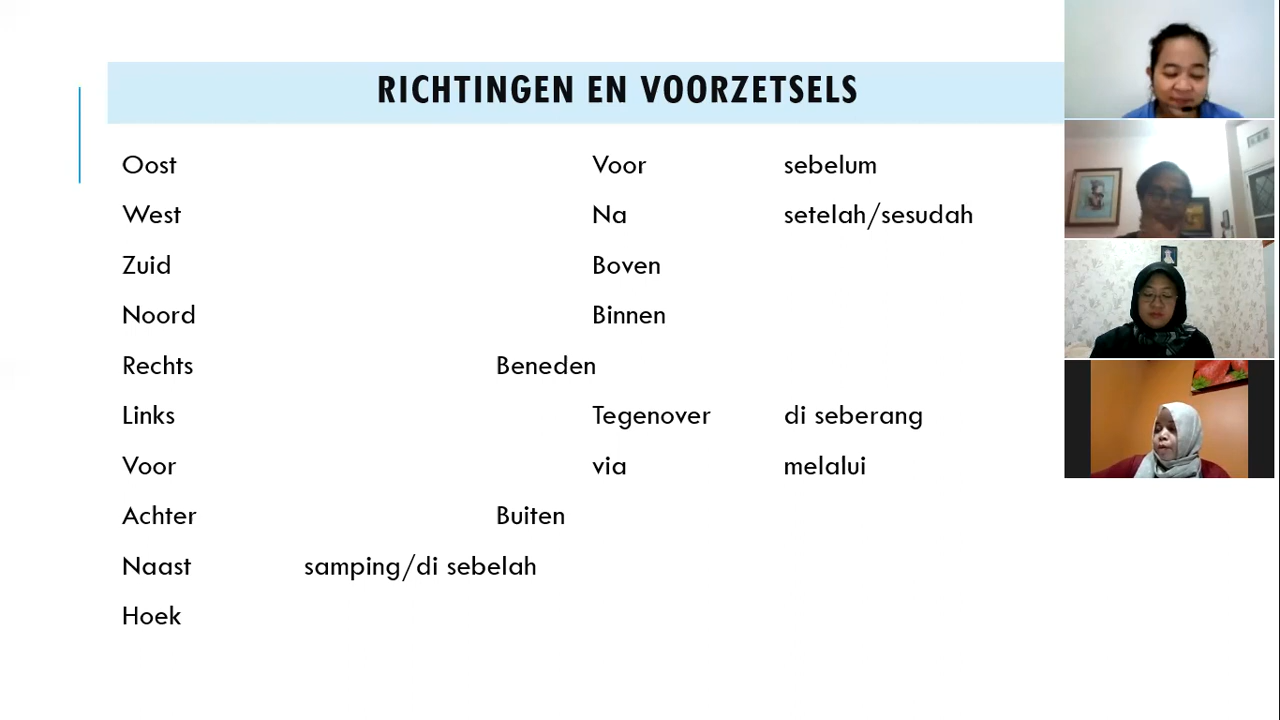 RICHTINGEN EN VOORZETSELS
Oost Voor sebelum
West Na setelah/sesudah
Zuid Boven
Noord Binnen
Rechts Beneden
Links Tegenover di seberang
Voor via melalui
Achter Buiten
Naast samping/di sebelah
Hoek